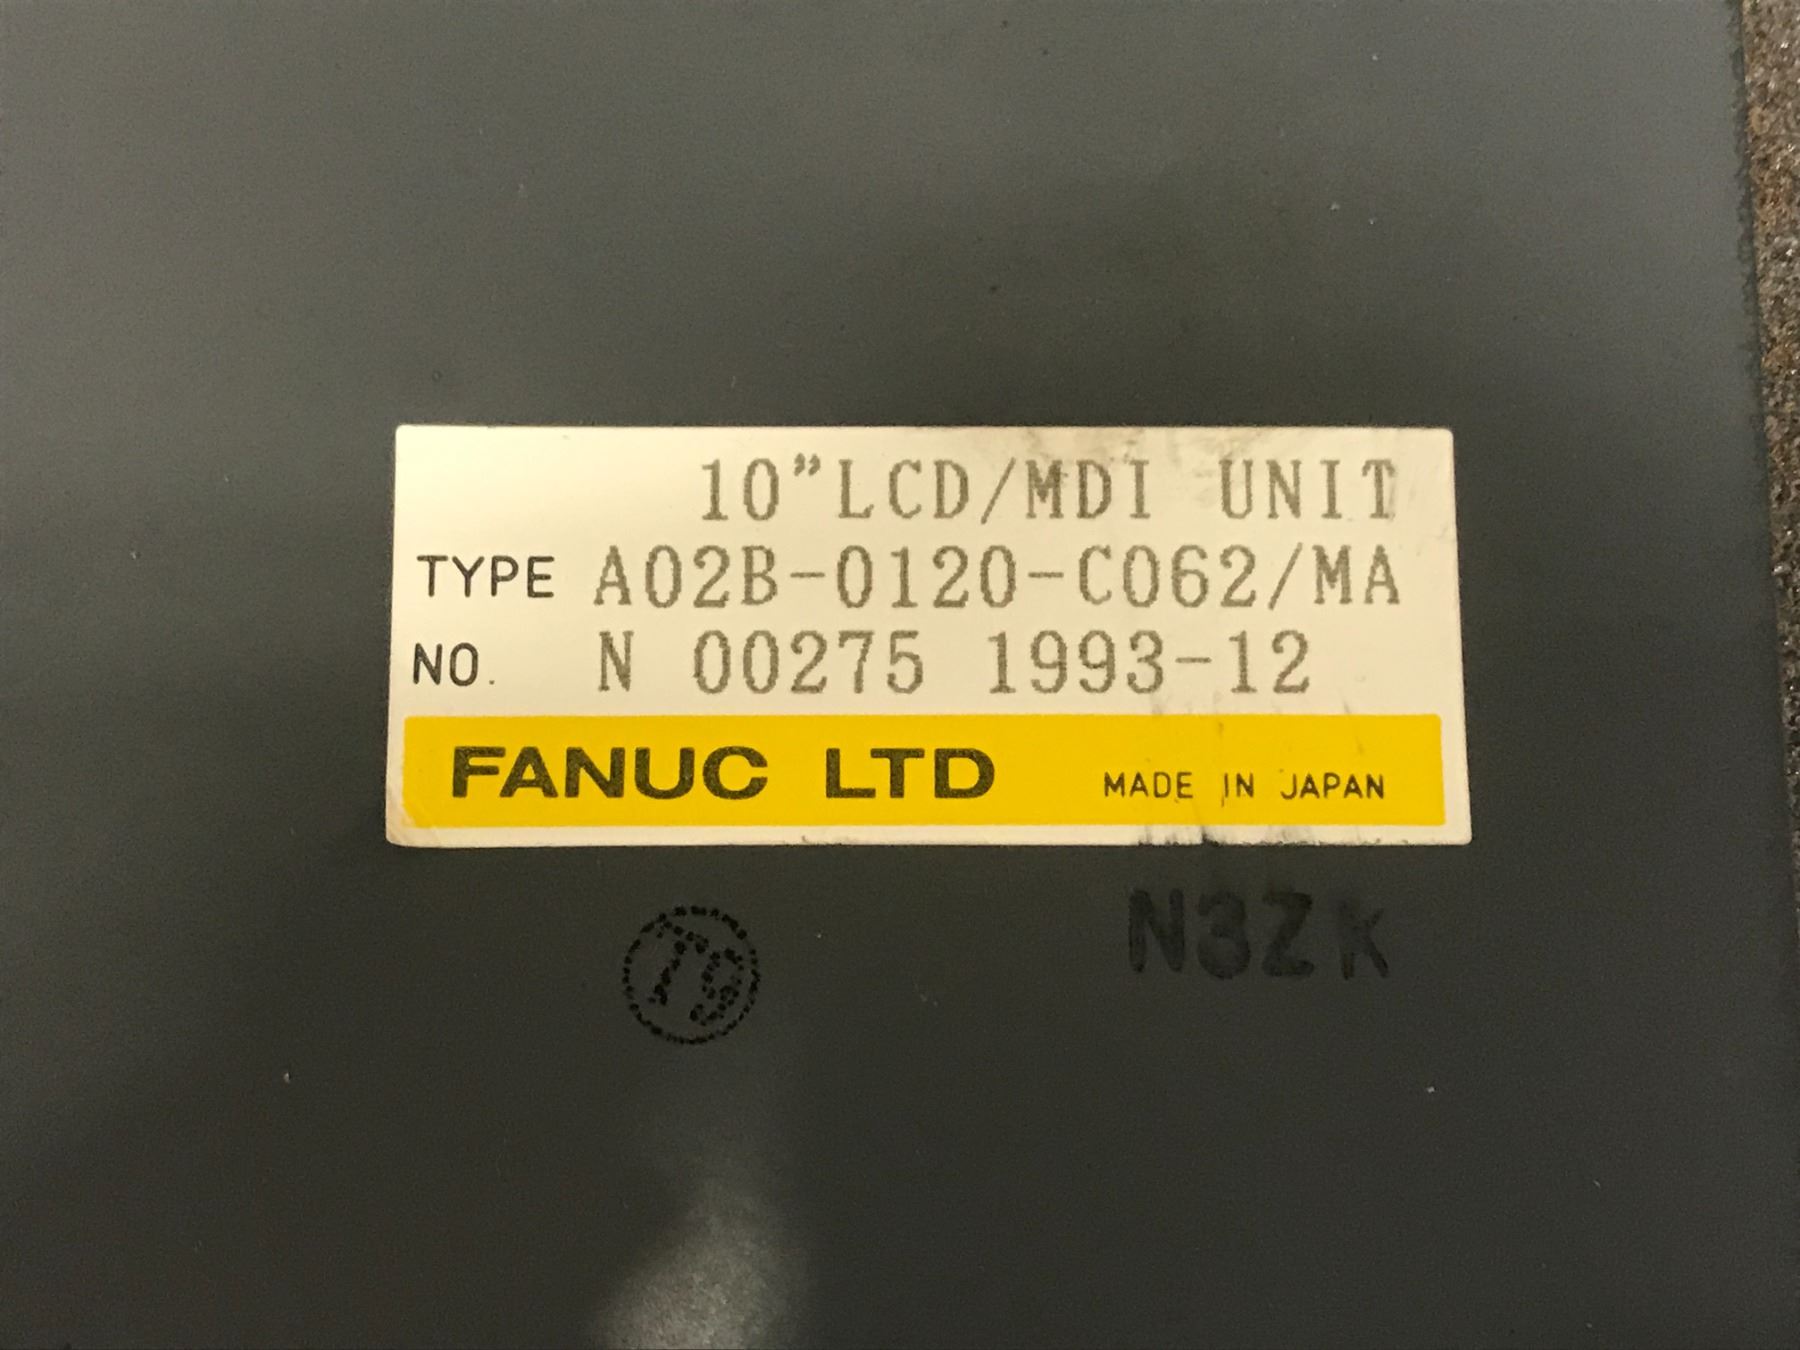 10"LCD/MDI UNIT
TYPE A02B-0120-C062/MA
NO. N 00275 1993-12
FANUC LTD MADE IN JAPAN
N3ZK